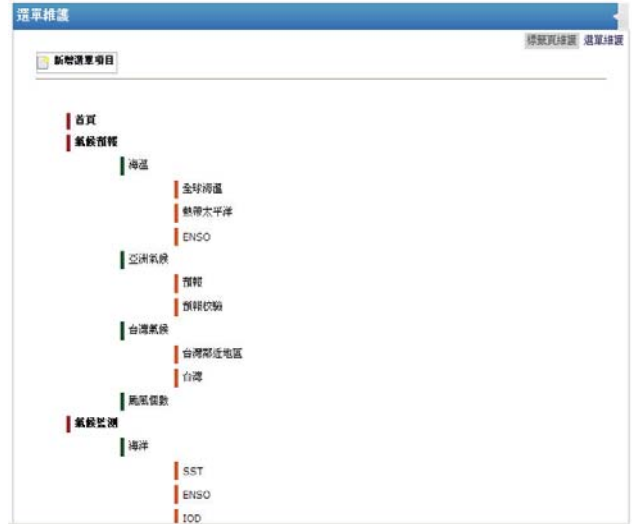 選單維護
標籤頁維護 選單維護
新增選單項目
首頁
氣候預報
海溫
全球海溫
熱帶太平洋
ENSO
亞洲氣候
預報
預報校驗
台灣氣候
台灣鄰近地區
台灣
颱風個數
氣候監測
海洋
SST
ENSO
IOD